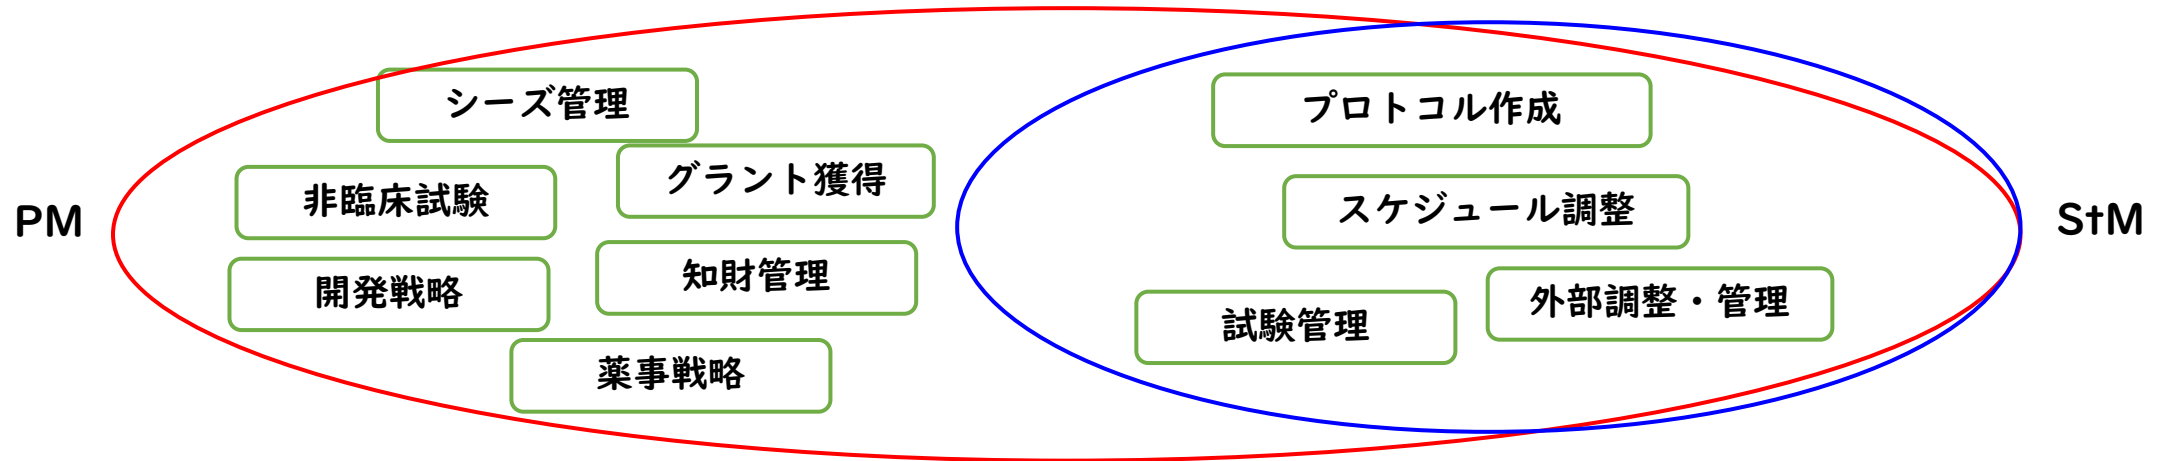 PM
シーズ管理
グラント獲得
非臨床試験
知財管理
開発戦略
薬事戦略
プロトコル作成
スケジュール調整
外部調整・管理
試験管理
StM